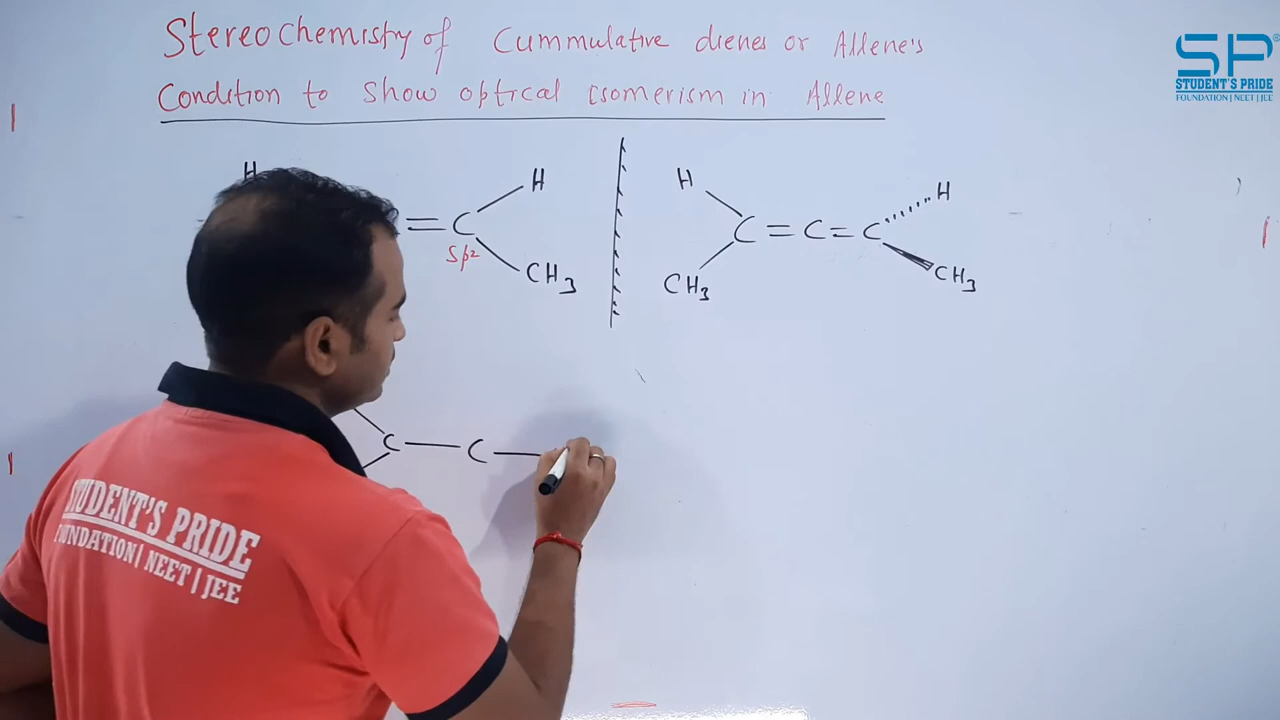 Stereochemistry of Cummulative dienes or Allene's
Condition to show optical isomerism in Allene
SP
STUDENT'S PRIDE
FOUNDATION | NEET | JEE
H
H
= C
sp2
CH3
H
H
C = C = C
CH3
CH3
C — C —
STUDENT'S PRIDE
FOUNDATION | NEET | JEE